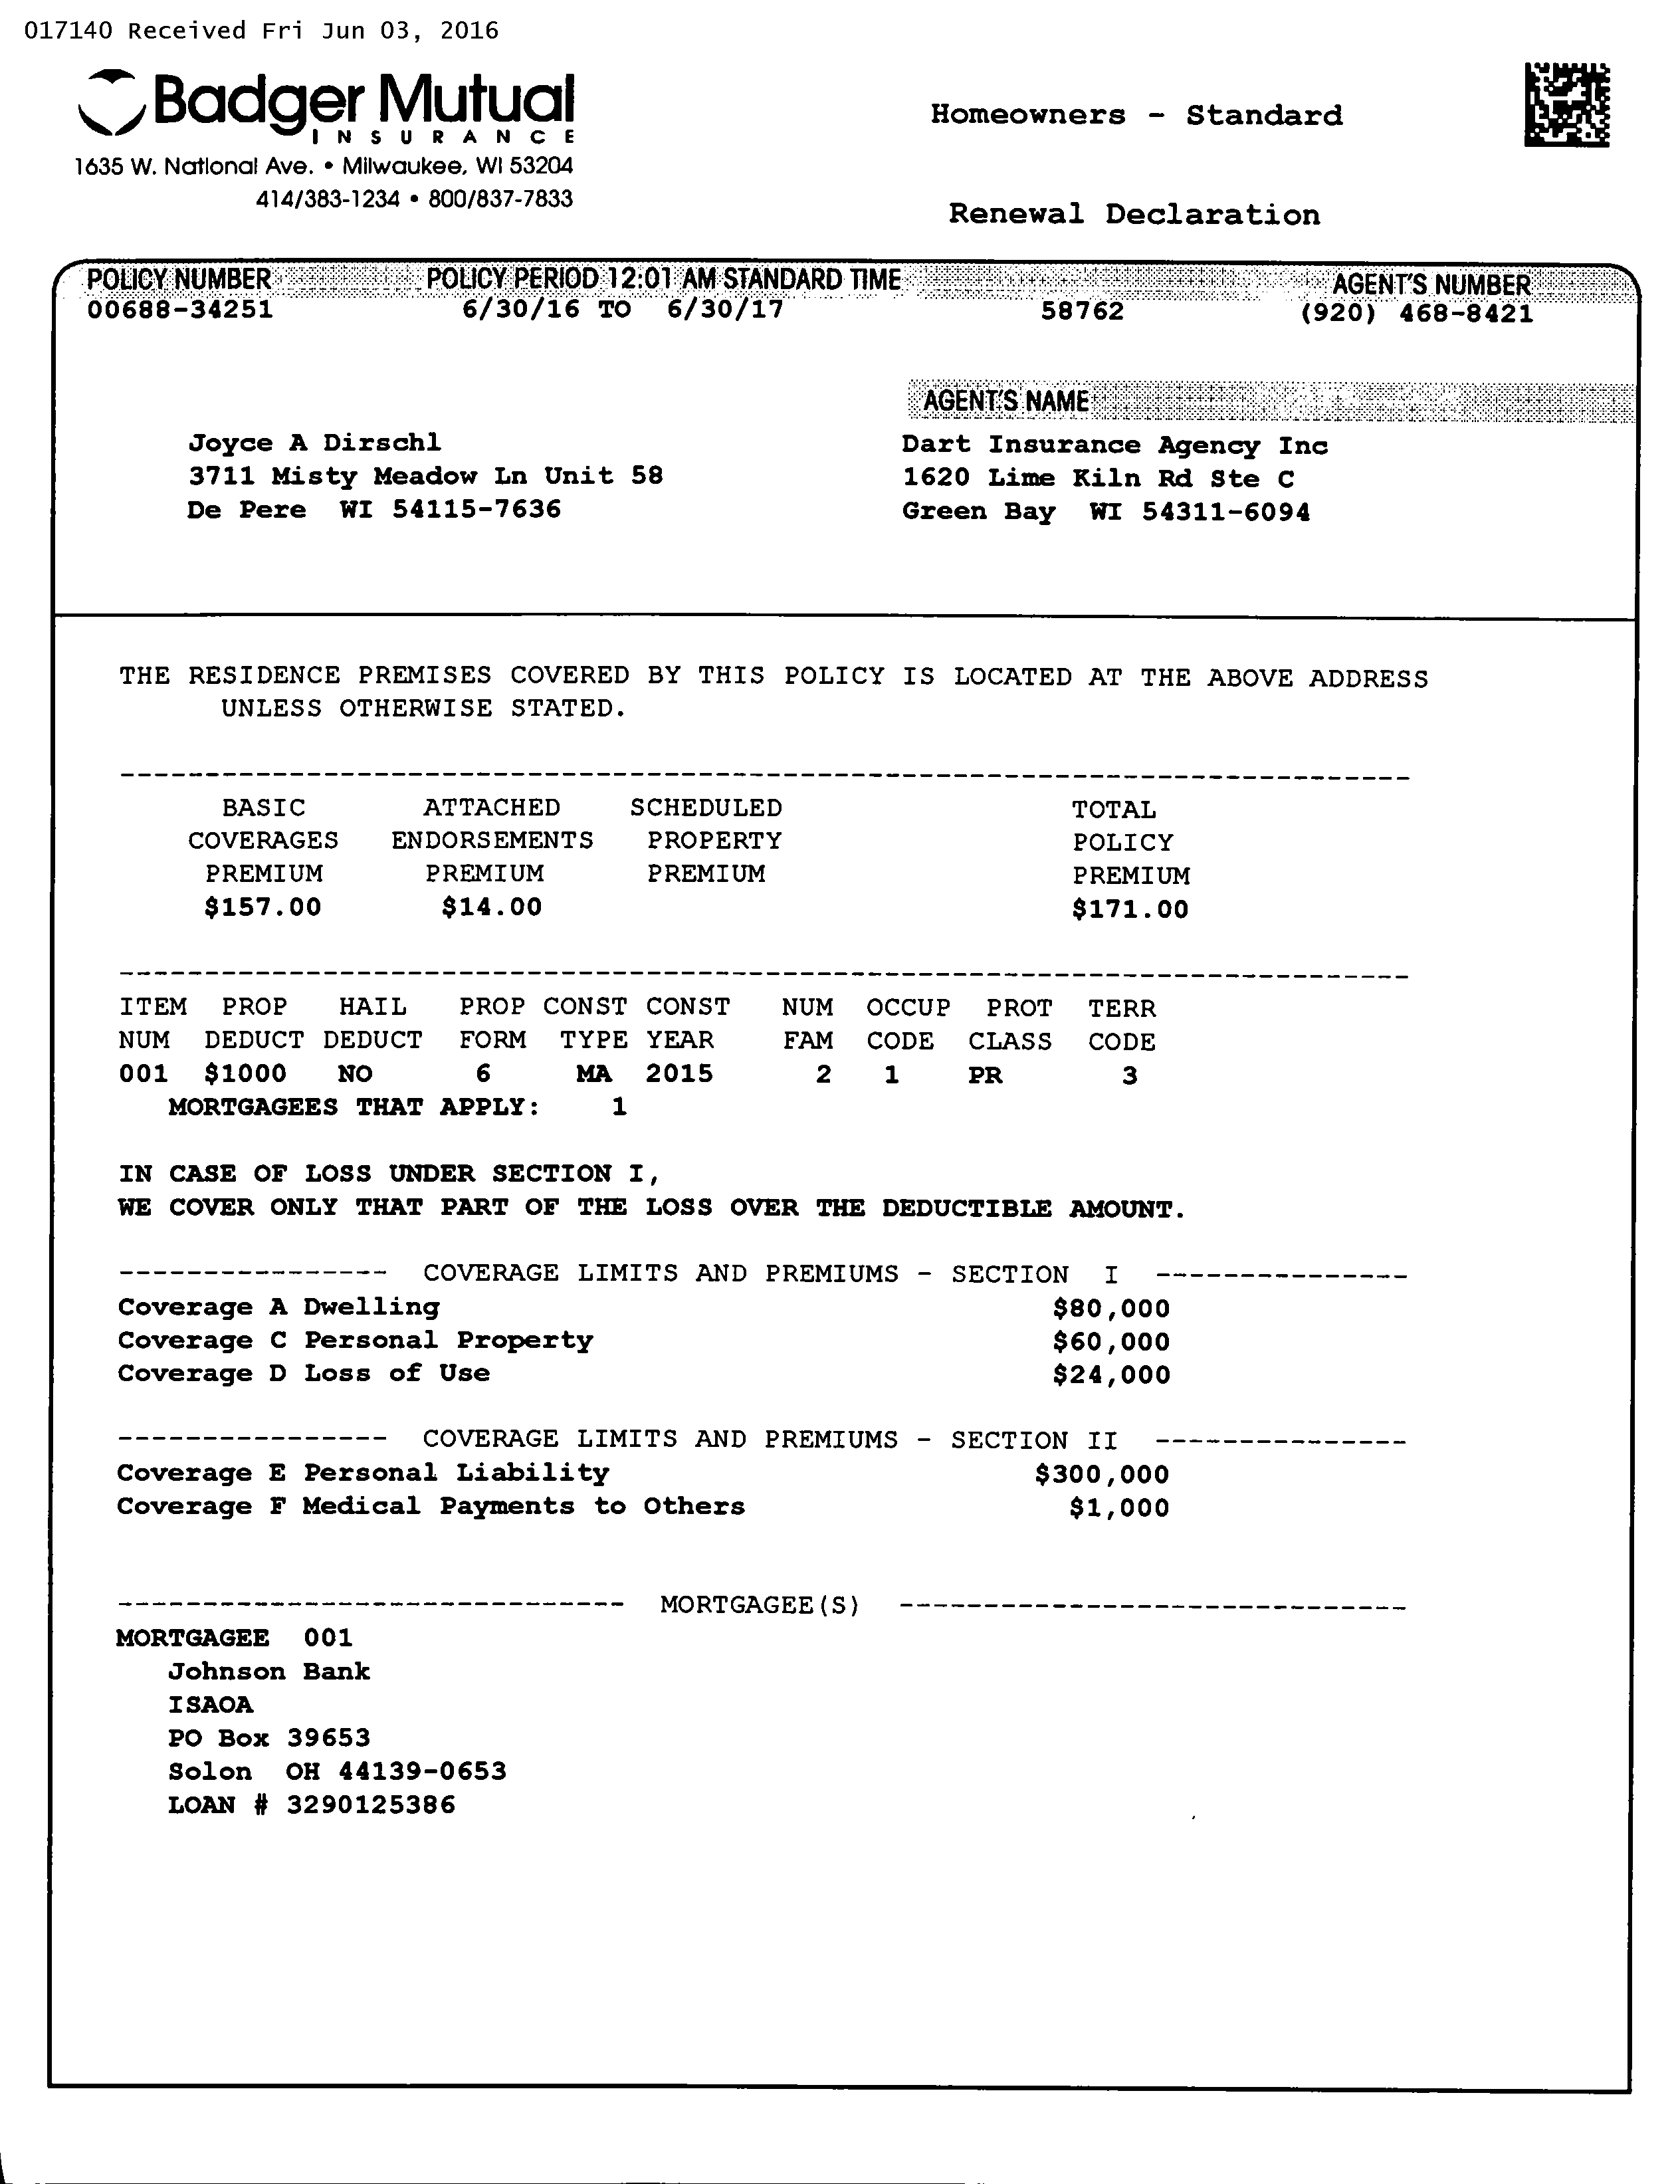 017140 Received Fri Jun 03, 2016
Badger Mutual
INSURANCE
1635 W. National Ave. • Milwaukee, WI 53204
414/383-1234 • 800/837-7833
Homeowners - Standard
Renewal Declaration
POLICY NUMBER POLICY PERIOD 12:01 AM STANDARD TIME AGENT'S NUMBER
00688-34251 6/30/16 TO 6/30/17 58762 (920) 468-8421
AGENT'S NAME
Joyce A Dirschl Dart Insurance Agency Inc
3711 Misty Meadow Ln Unit 58 1620 Lime Kiln Rd Ste C
De Pere WI 54115-7636 Green Bay WI 54311-6094
THE RESIDENCE PREMISES COVERED BY THIS POLICY IS LOCATED AT THE ABOVE ADDRESS
UNLESS OTHERWISE STATED.
BASIC ATTACHED SCHEDULED TOTAL
COVERAGES ENDORSEMENTS PROPERTY POLICY
PREMIUM PREMIUM PREMIUM PREMIUM
$157.00 $14.00 $171.00
ITEM PROP HAIL PROP CONST CONST NUM OCCUP PROT TERR
NUM DEDUCT DEDUCT FORM TYPE YEAR FAM CODE CLASS CODE
001 $1000 NO 6 MA 2015 2 1 PR 3
MORTGAGEES THAT APPLY: 1
IN CASE OF LOSS UNDER SECTION I,
WE COVER ONLY THAT PART OF THE LOSS OVER THE DEDUCTIBLE AMOUNT.
---------------- COVERAGE LIMITS AND PREMIUMS - SECTION I ---------------
Coverage A Dwelling $80,000
Coverage C Personal Property $60,000
Coverage D Loss of Use $24,000
---------------- COVERAGE LIMITS AND PREMIUMS - SECTION II ---------------
Coverage E Personal Liability $300,000
Coverage F Medical Payments to Others $1,000
------------------------------ MORTGAGEE(S) ------------------------------
MORTGAGEE 001
Johnson Bank
ISAOA
PO Box 39653
Solon OH 44139-0653
LOAN # 3290125386